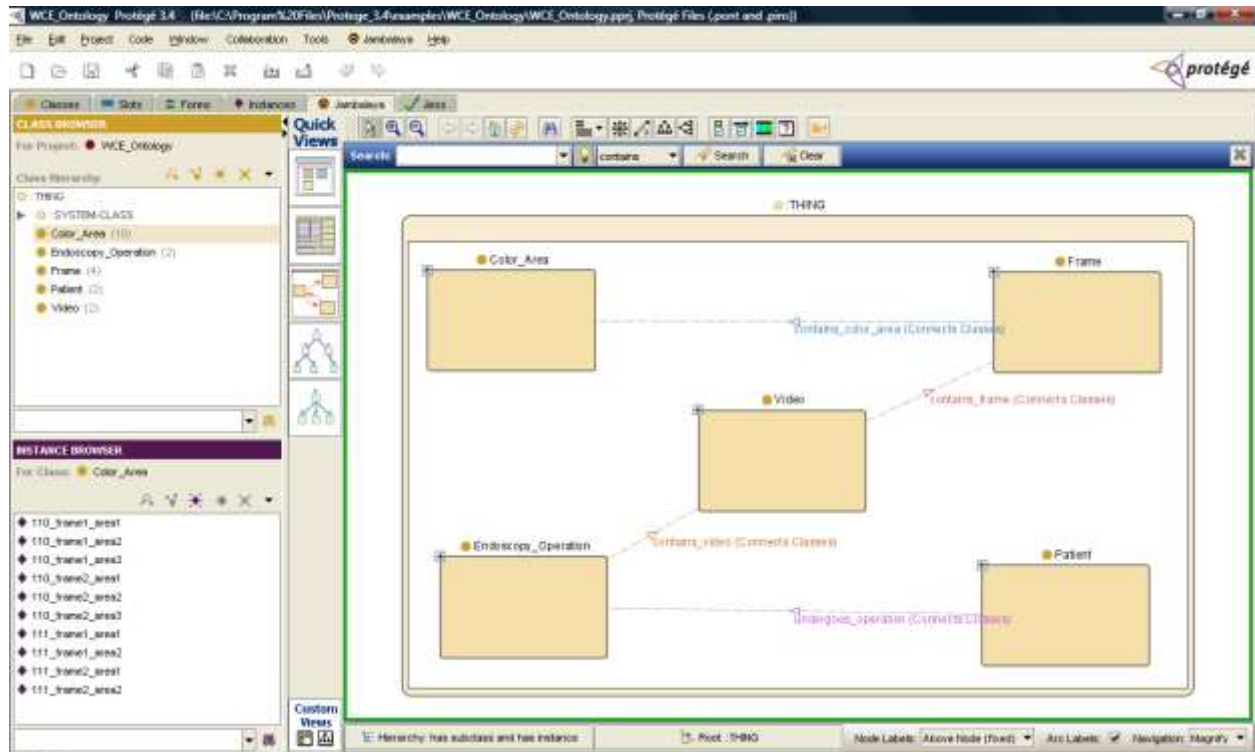 WCE_Ontology Protégé 3.4 (file:\C:\Program%20Files\Protege_3.4\examples\WCE_Ontology\WCE_Ontology.pprj, Protégé Files (.pont and .pins))
File Edit Project Code Window Collaboration Tools Jambalaya Help
protégé
Classes Slots Forms Instances Jambalaya Jess
CLASS BROWSER
For Project: WCE_Ontology
Class Hierarchy
:THING
:SYSTEM-CLASS
Color_Area (10)
Endoscopy_Operation (2)
Frame (4)
Patient (2)
Video (2)
INSTANCE BROWSER
For Class: Color_Area
110_frame1_area1
110_frame1_area2
110_frame1_area3
110_frame2_area1
110_frame2_area2
110_frame2_area3
111_frame1_area1
111_frame1_area2
111_frame2_area1
111_frame2_area2
Quick
Views
Custom
Views
Search: contains Search Clear
:THING
Color_Area
Frame
contains_color_area (Connects Classes)
Video
contains_frame (Connects Classes)
Endoscopy_Operation
contains_video (Connects Classes)
Patient
undergoes_operation (Connects Classes)
Hierarchy: has subclass and has instance
Root: :THING
Node Labels: Above Node (fixed) Arc Labels: Navigation: Magnify